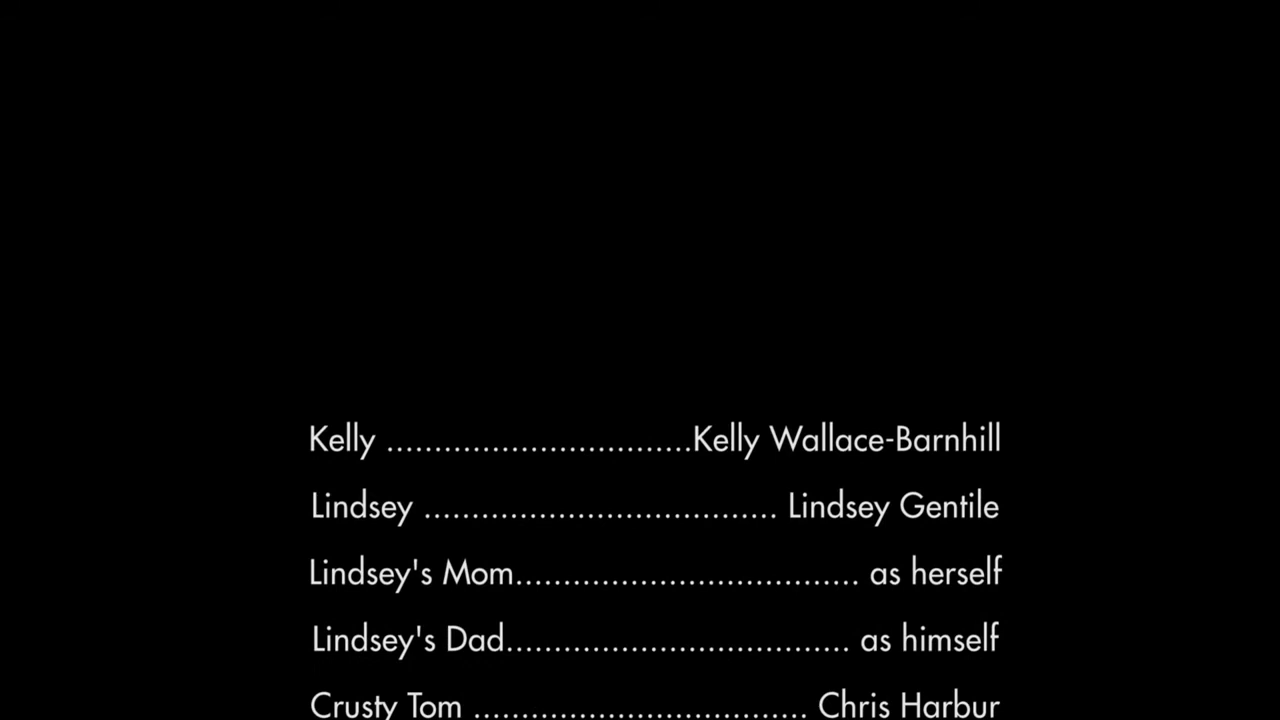 Kelly ................................Kelly Wallace-Barnhill
Lindsey ..................................... Lindsey Gentile
Lindsey's Mom.................................... as herself
Lindsey's Dad.................................... as himself
Crusty Tom ................................... Chris Harbur